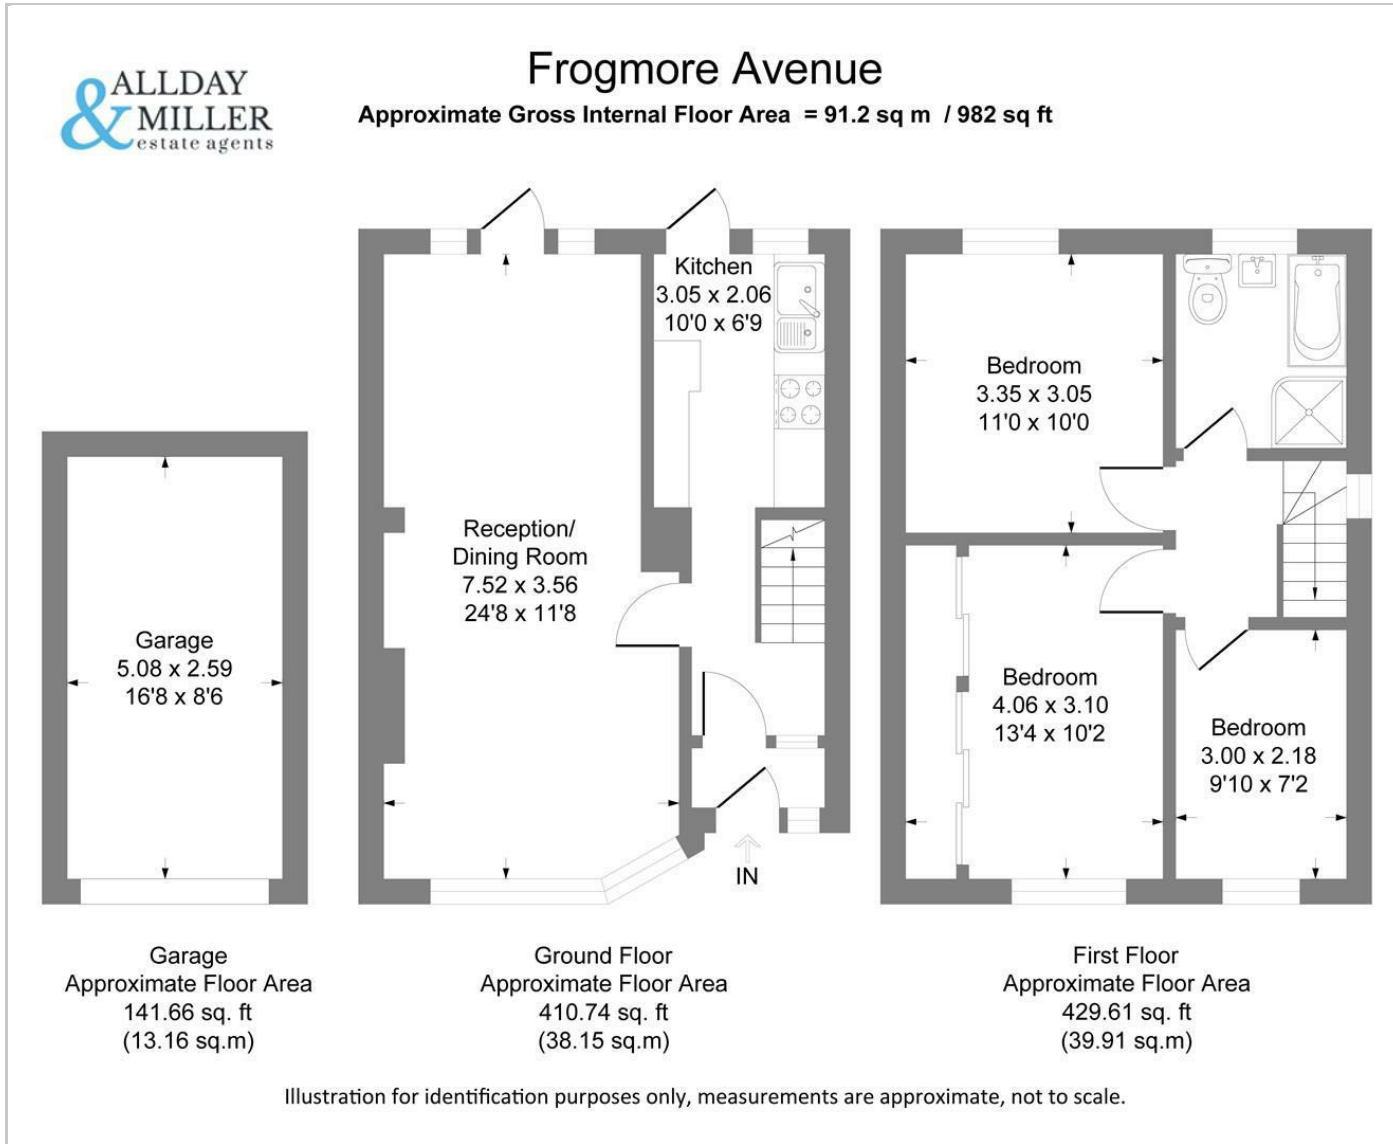 ALLDAY
& MILLER
estate agents
Frogmore Avenue
Approximate Gross Internal Floor Area = 91.2 sq m / 982 sq ft
Garage
5.08 x 2.59
16'8 x 8'6
Reception/
Dining Room
7.52 x 3.56
24'8 x 11'8
Kitchen
3.05 x 2.06
10'0 x 6'9
IN
Bedroom
3.35 x 3.05
11'0 x 10'0
Bedroom
4.06 x 3.10
13'4 x 10'2
Bedroom
3.00 x 2.18
9'10 x 7'2
Garage
Approximate Floor Area
141.66 sq. ft
(13.16 sq.m)
Ground Floor
Approximate Floor Area
410.74 sq. ft
(38.15 sq.m)
First Floor
Approximate Floor Area
429.61 sq. ft
(39.91 sq.m)
Illustration for identification purposes only, measurements are approximate, not to scale.